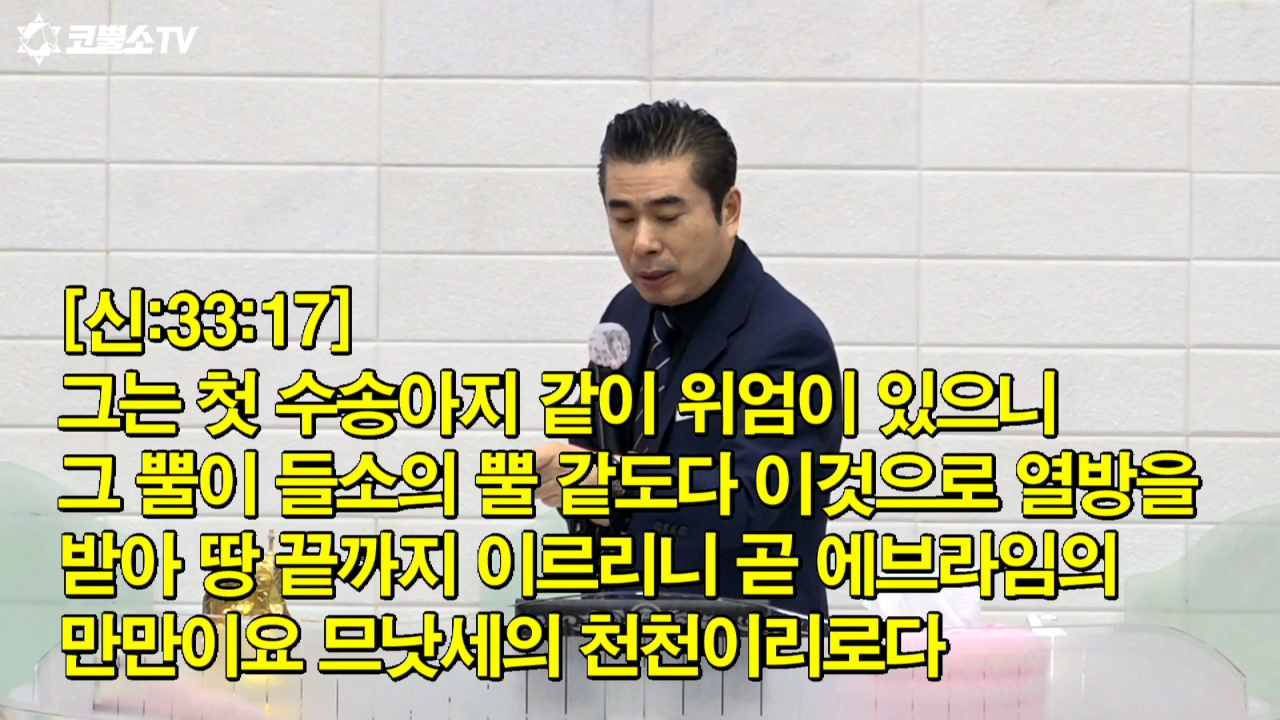 코뿔소TV
[신:33:17]
그는 첫 수송아지 같이 위엄이 있으니
그 뿔이 들소의 뿔 같도다 이것으로 열방을
받아 땅 끝까지 이르리니 곧 에브라임의
만만이요 므낫세의 천천이리로다